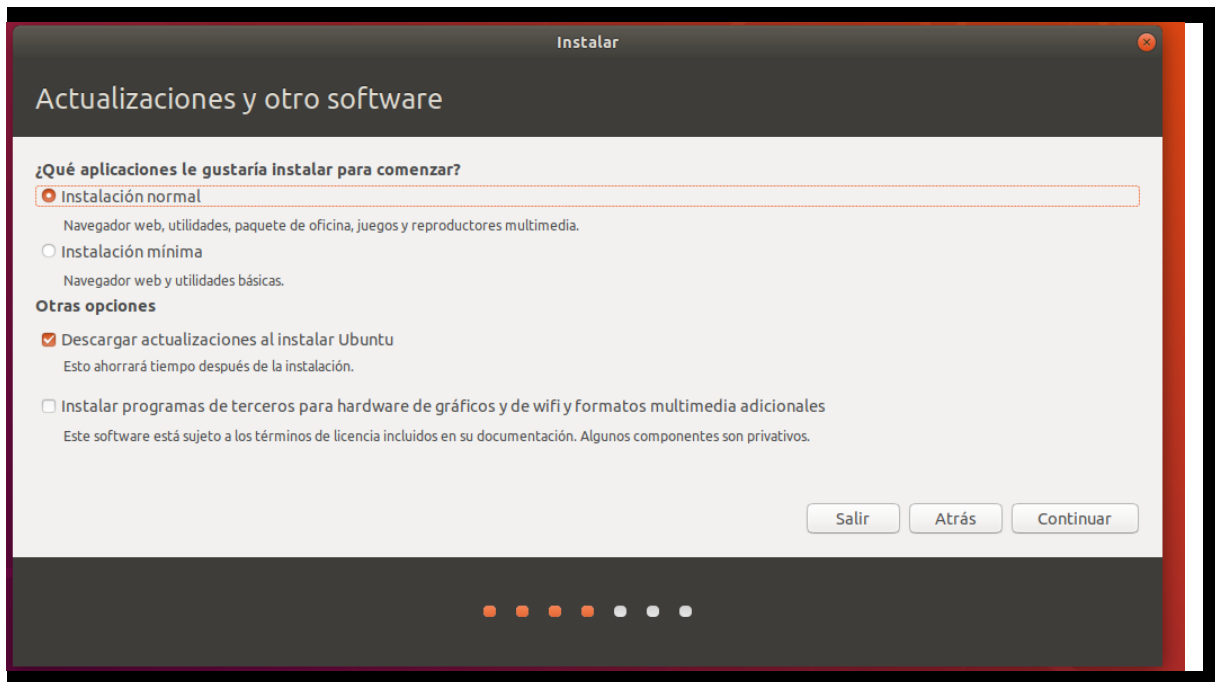 Instalar
Actualizaciones y otro software
¿Qué aplicaciones le gustaría instalar para comenzar?
Instalación normal
Navegador web, utilidades, paquete de oficina, juegos y reproductores multimedia.
Instalación mínima
Navegador web y utilidades básicas.
Otras opciones
Descargar actualizaciones al instalar Ubuntu
Esto ahorrará tiempo después de la instalación.
Instalar programas de terceros para hardware de gráficos y de wifi y formatos multimedia adicionales
Este software está sujeto a los términos de licencia incluidos en su documentación. Algunos componentes son privativos.
Salir Atrás Continuar